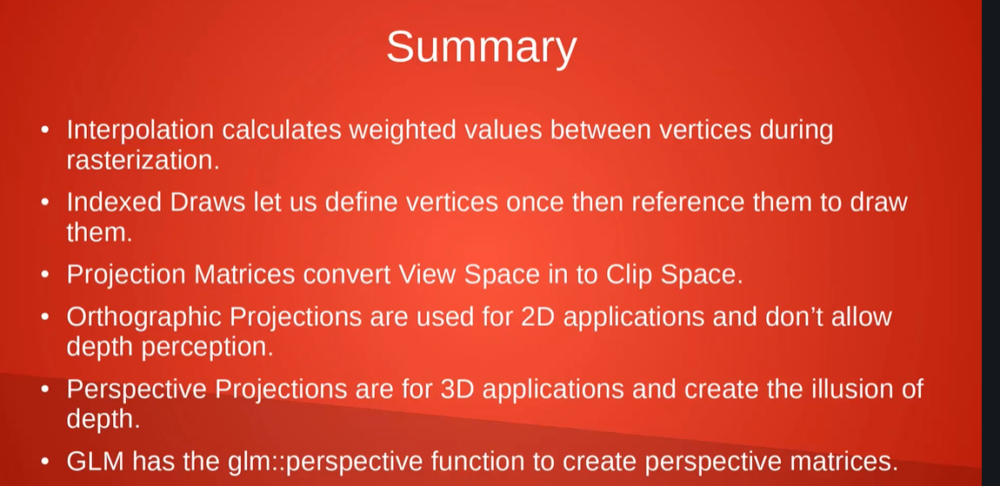 Summary
• Interpolation calculates weighted values between vertices during
rasterization.
• Indexed Draws let us define vertices once then reference them to draw
them.
• Projection Matrices convert View Space in to Clip Space.
• Orthographic Projections are used for 2D applications and don’t allow
depth perception.
• Perspective Projections are for 3D applications and create the illusion of
depth.
• GLM has the glm::perspective function to create perspective matrices.